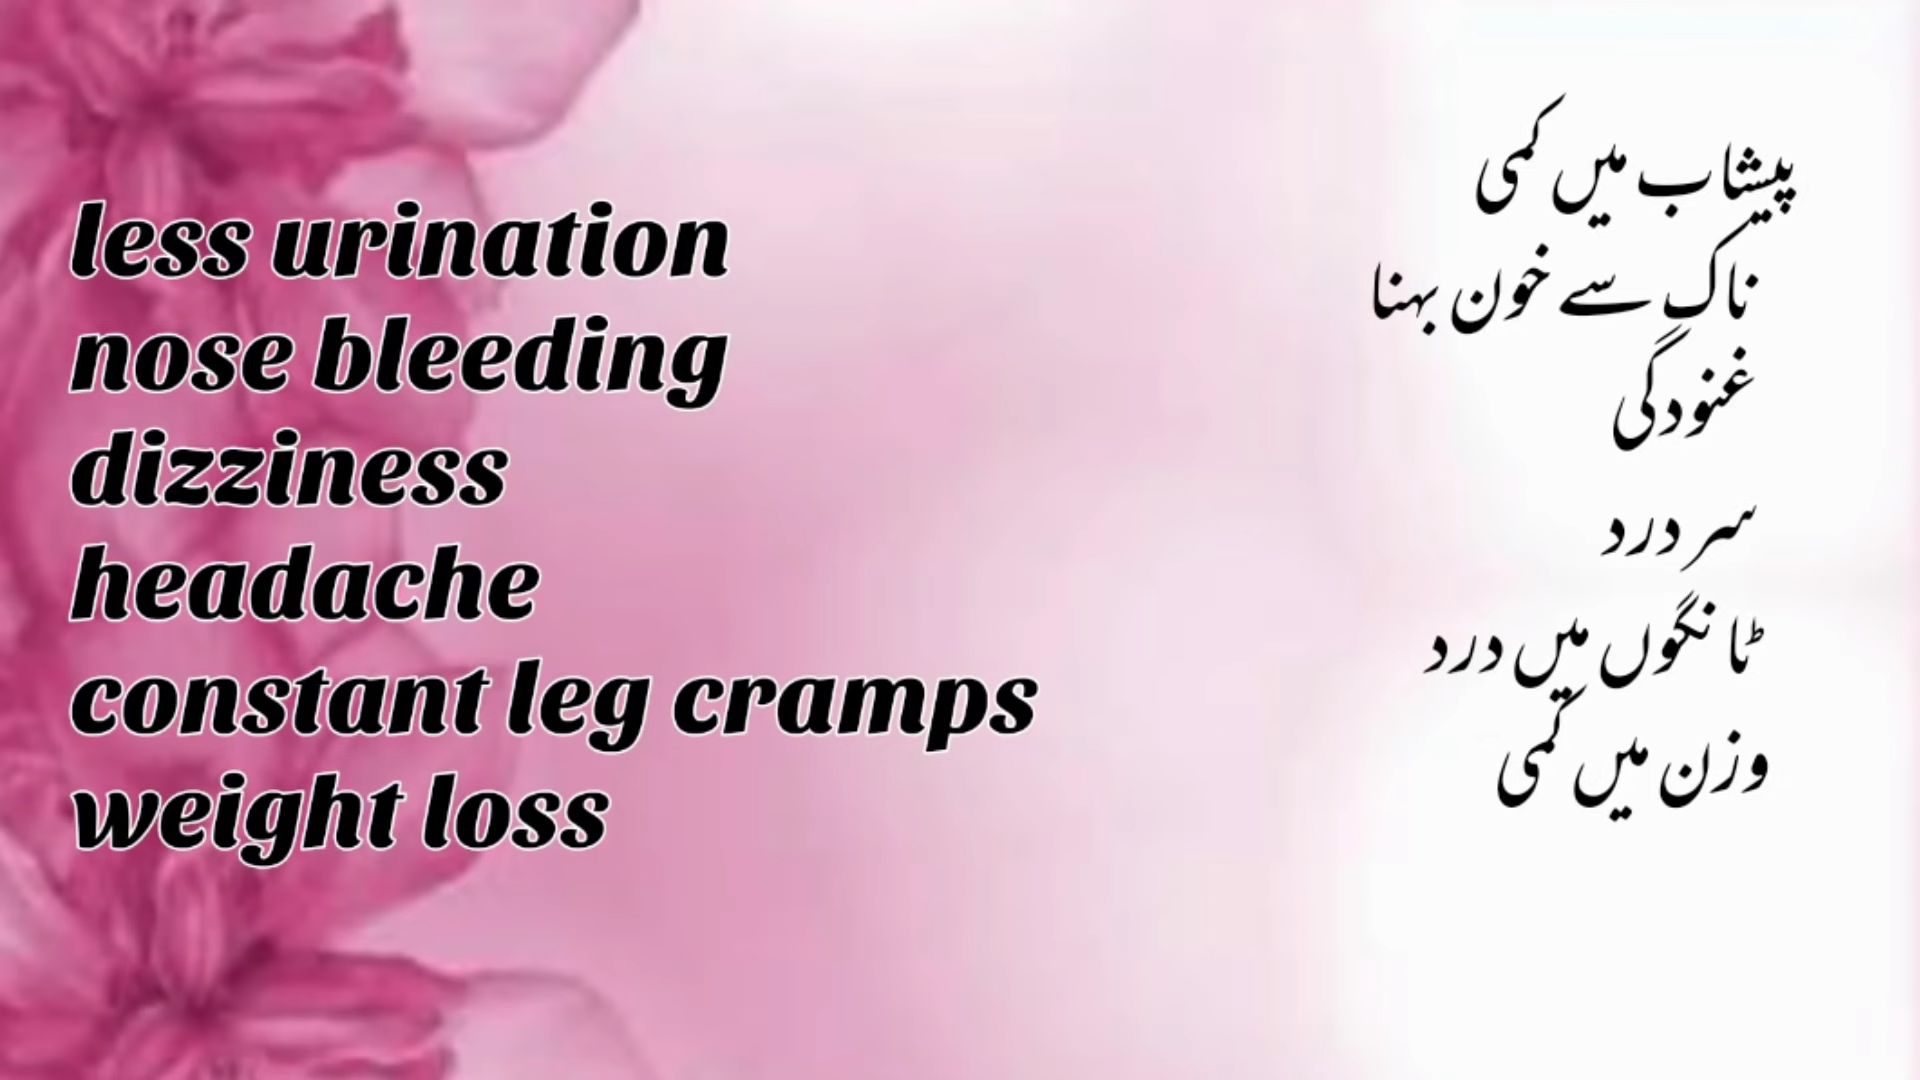 less urination
nose bleeding
dizziness
headache
constant leg cramps
weight loss
پیشاب میں کمی
ناک سے خون بہنا
غنودگی
سر درد
ٹانگوں میں درد
وزن میں کمی